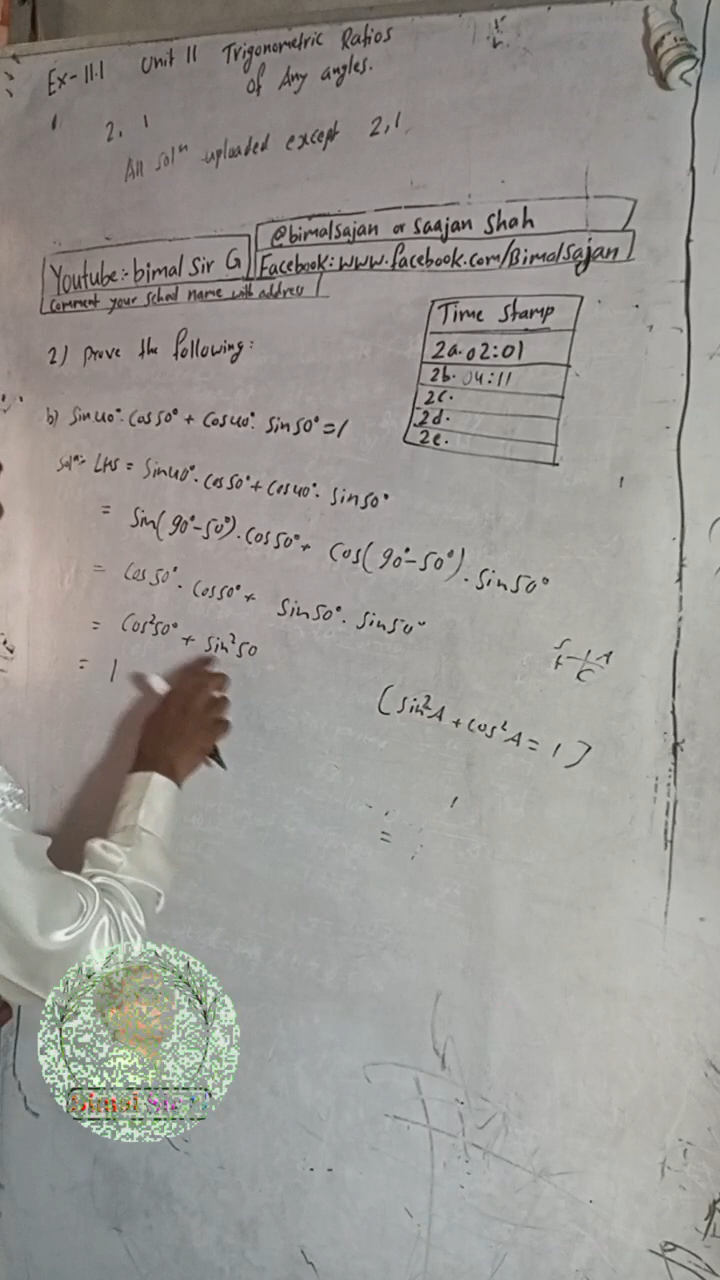 Ex-11.1 Unit 11 Trigonometric Ratios
of Any angles.
2, 1
All solⁿ uploaded except 2,1
@bimalsajan or Saajan Shah
Youtube:- bimal Sir G
Facebook: www.facebook.com/Bimalsajan
Comment your school name with address
Time Stamp
2a. 02:01
2b. 04:11
2c.
2d.
2e.
2) Prove the following:
b) Sin40°. Cos50° + Cos40°. Sin50° = 1
Solⁿ:- LHS = Sin40°. Cos50° + Cos40°. Sin50°
= Sin(90°-50°). Cos50° + Cos(90°-50°). Sin50°
= Cos50°. Cos50° + Sin50°. Sin50°
= Cos²50° + Sin²50
= 1
S A
T C
(Sin²A + Cos²A = 1)
=
Bimal Sir G